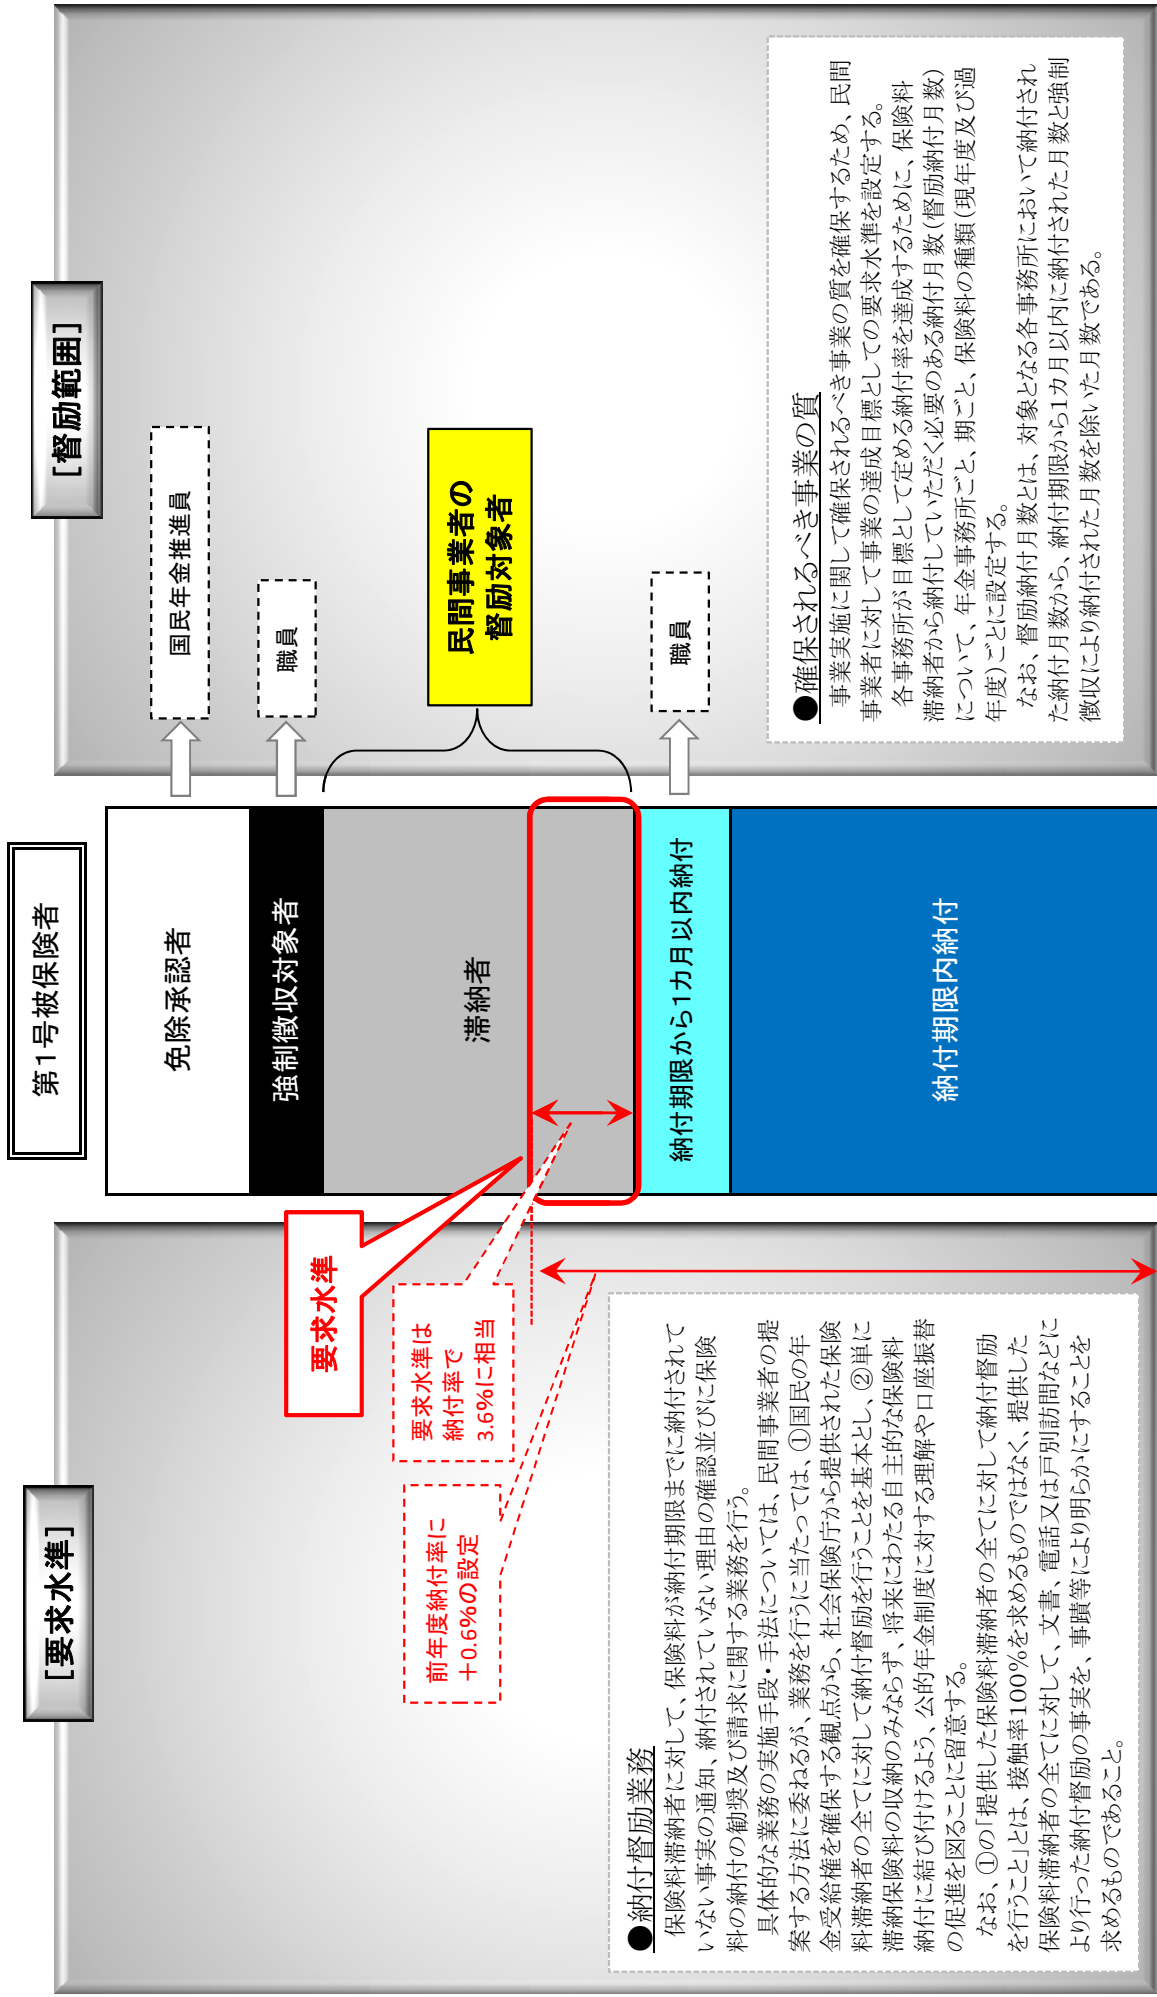 [要求水準]
第1号被保険者
[督励範囲]
免除承認者
強制徴収対象者
滞納者
納付期限から1カ月以内納付
納付期限内納付
要求水準
要求水準は
納付率で
3.6%に相当
前年度納付率に
＋0.6%の設定
国民年金推進員
職員
民間事業者の
督励対象者
職員
●納付督励業務
保険料滞納者に対して、保険料が納付期限までに納付されて
いない事実の通知、納付されていない理由の確認並びに保険
料の納付の勧奨及び請求に関する業務を行う。
具体的な業務の実施手段・手法については、民間事業者の提
案する方法に委ねるが、業務を行うに当たっては、①国民の年
金受給権を確保する観点から、社会保険庁から提供された保険
料滞納者の全てに対して納付督励を行うことを基本とし、②単に
滞納保険料の収納のみならず、将来にわたる自主的な保険料
納付に結び付けるよう、公的年金制度に対する理解や口座振替
の促進を図ることに留意する。
なお、①の「提供した保険料滞納者の全てに対して納付督励
を行うこと」とは、接触率100%を求めるものではなく、提供した
保険料滞納者の全てに対して、文書、電話又は戸別訪問などに
より行った納付督励の事実を、事蹟等により明らかにすることを
求めるものであること。
●確保されるべき事業の質
事業実施に関して確保されるべき事業の質を確保するため、民間
事業者に対して事業の達成目標としての要求水準を設定する。
各事務所が目標として定める納付率を達成するために、保険料
滞納者から納付していただく必要のある納付月数（督励納付月数）
について、年金事務所ごと、期ごと、保険料の種類（現年度及び過
年度）ごとに設定する。
なお、督励納付月数とは、対象となる各事務所において納付され
た納付月数から、納付期限から1カ月以内に納付された月数と強制
徴収により納付された月数を除いた月数である。